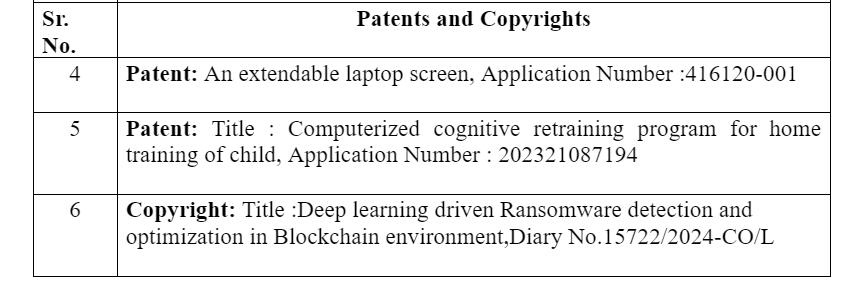 Sr.
No.
Patents and Copyrights
4
Patent: An extendable laptop screen, Application Number :416120-001
5
Patent: Title : Computerized cognitive retraining program for home
training of child, Application Number : 202321087194
6
Copyright: Title :Deep learning driven Ransomware detection and
optimization in Blockchain environment,Diary No.15722/2024-CO/L